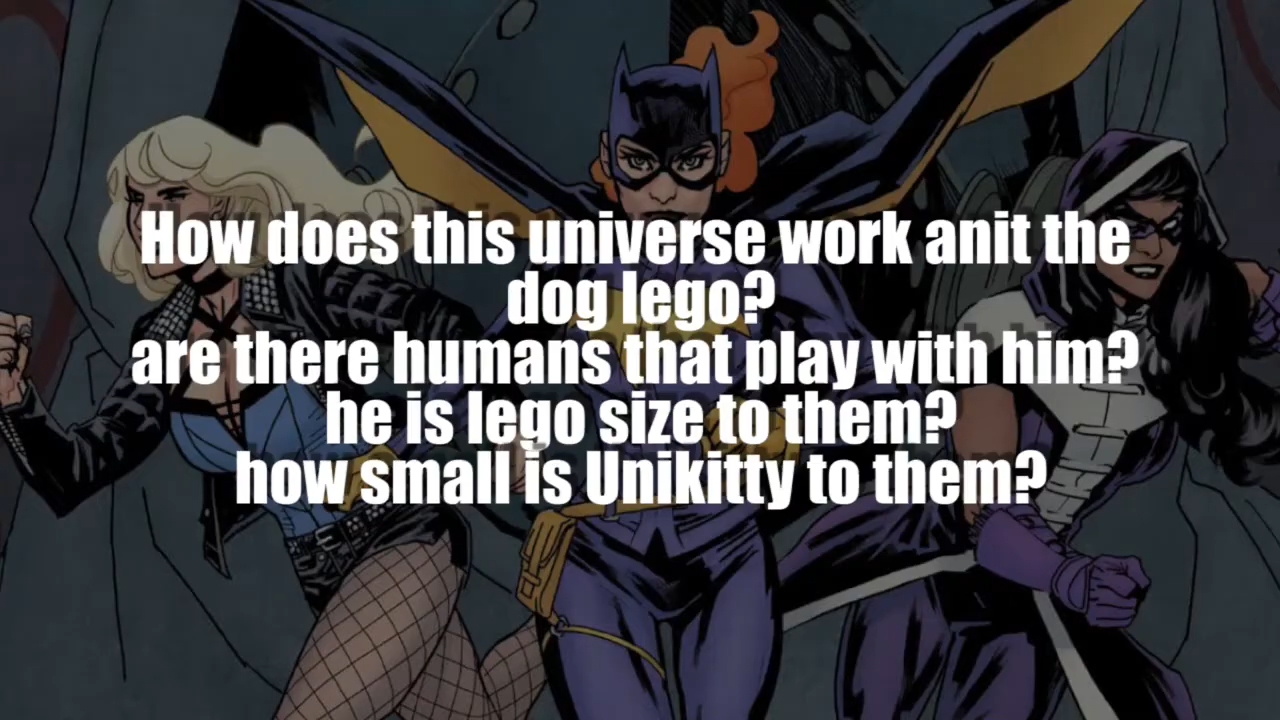 How does this universe work anit the
dog lego?
are there humans that play with him?
he is lego size to them?
how small is Unikitty to them?